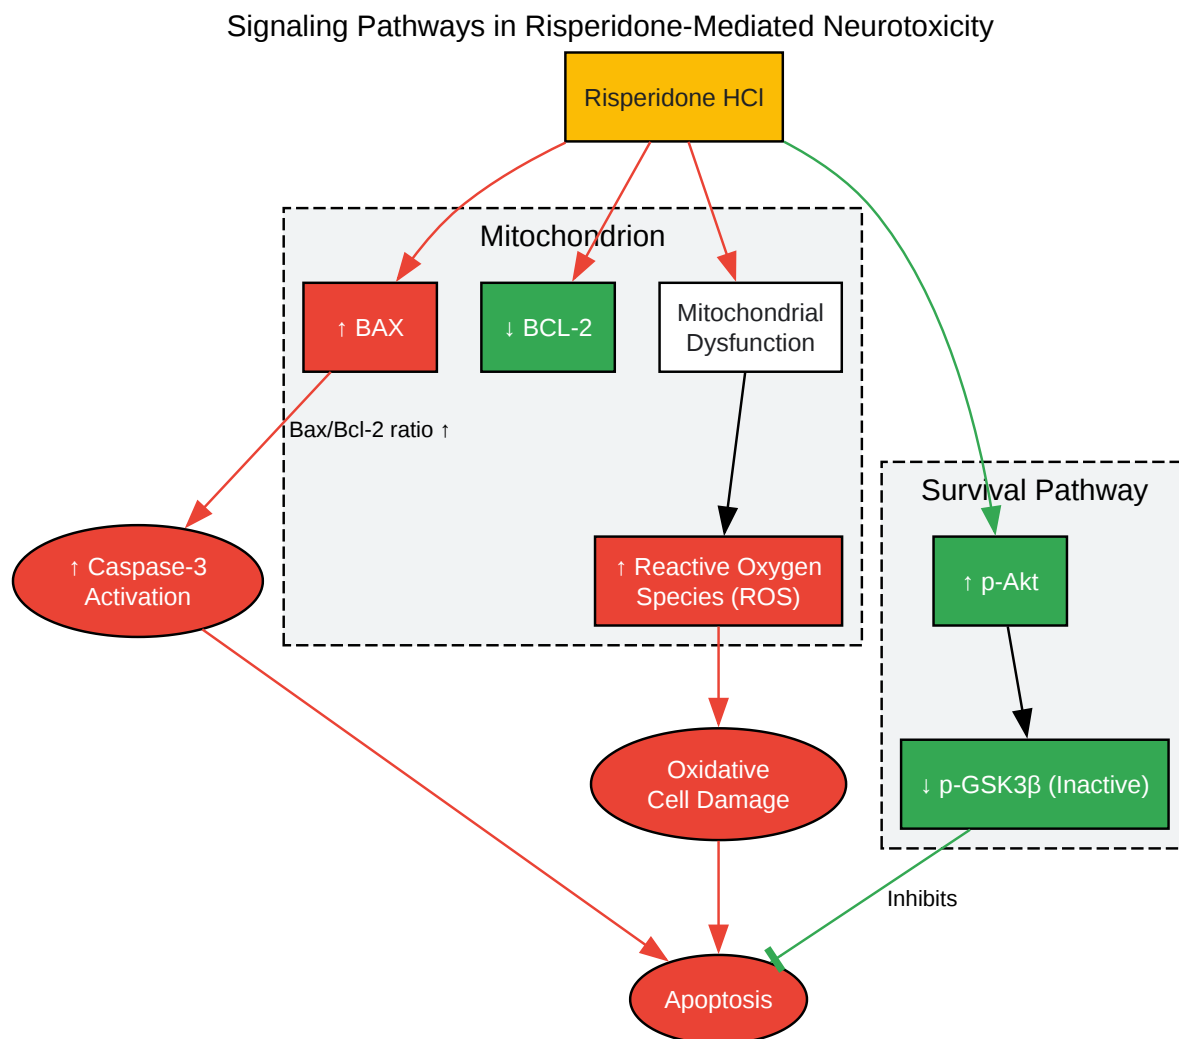 Signaling Pathways in Risperidone-Mediated Neurotoxicity
Risperidone HCl
Mitochondrion
↑ BAX
↓ BCL-2
Mitochondrial
Dysfunction
Bax/Bcl-2 ratio ↑
Survival Pathway
↑ Caspase-3
Activation
↑ Reactive Oxygen
Species (ROS)
↑ p-Akt
Oxidative
Cell Damage
↓ p-GSK3β (Inactive)
Inhibits
Apoptosis